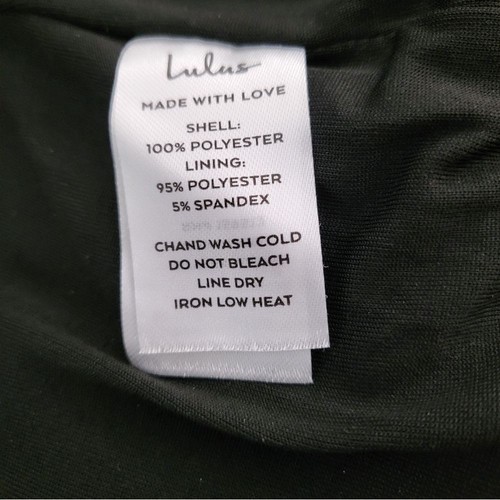 Lulus
MADE WITH LOVE
SHELL:
100% POLYESTER
LINING:
95% POLYESTER
5% SPANDEX
CHAND WASH COLD
DO NOT BLEACH
LINE DRY
IRON LOW HEAT